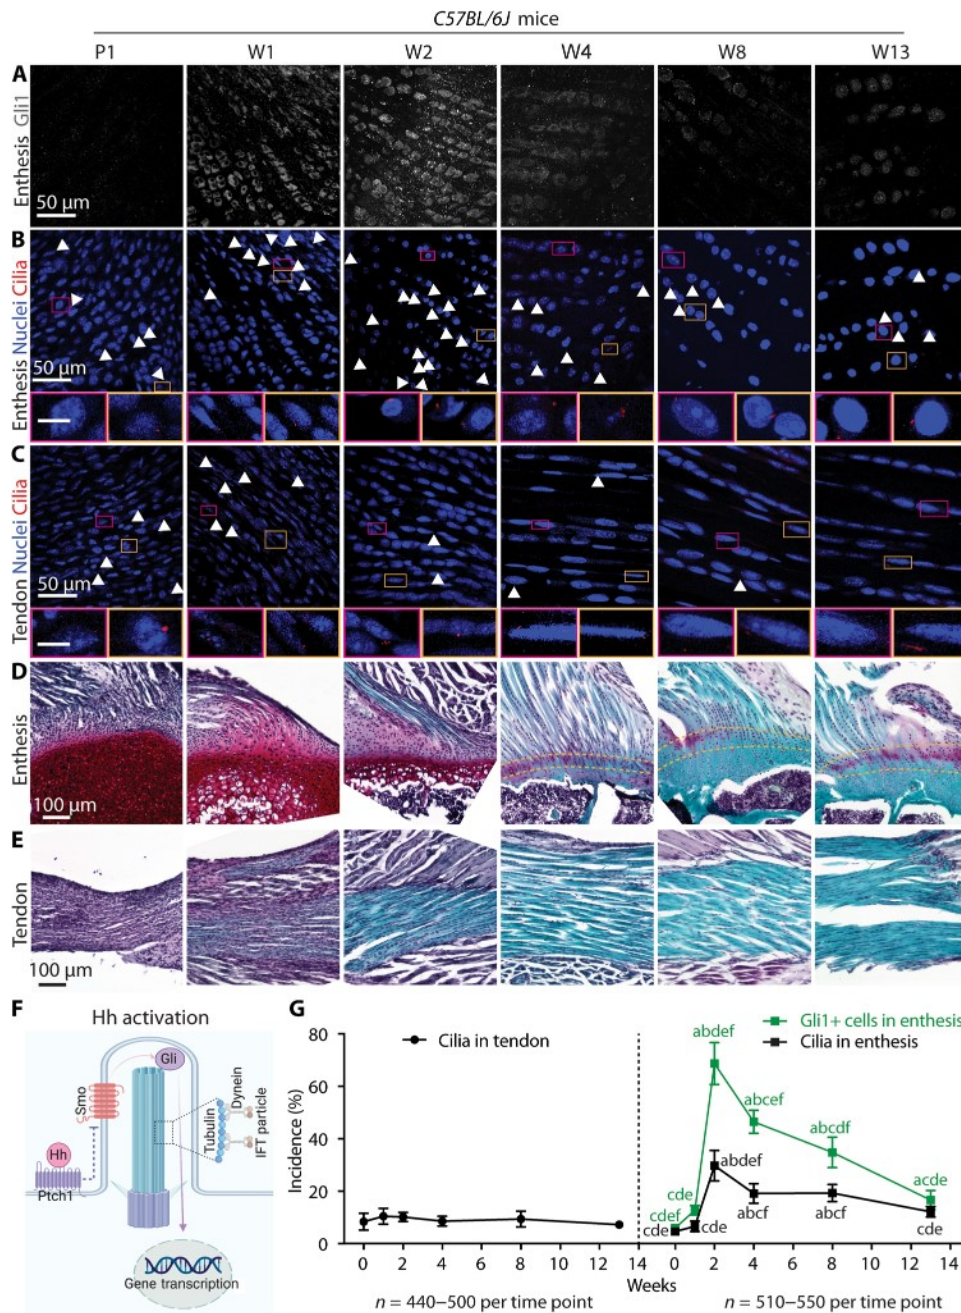 C57BL/6J mice
P1 W1 W2 W4 W8 W13
A
Enthesis Gli1
50 µm
B
Enthesis Nuclei Cilia
50 µm
C
Tendon Nuclei Cilia
50 µm
D
Enthesis
100 µm
E
Tendon
100 µm
F
Hh activation
Gli
Smo
Hh
Ptch1
Tubulin
Dynein
IFT particle
Gene transcription
G
Gli1+ cells in enthesis
Cilia in enthesis
Cilia in tendon
Incidence (%)
80
60
40
20
0
abdef
abcef
abcdf
acde
abdef
abcf
abcf
cde
cde
cdef
cde
cde
0 2 4 6 8 10 12 14 0 2 4 6 8 10 12 14
Weeks
n = 440–500 per time point
n = 510–550 per time point